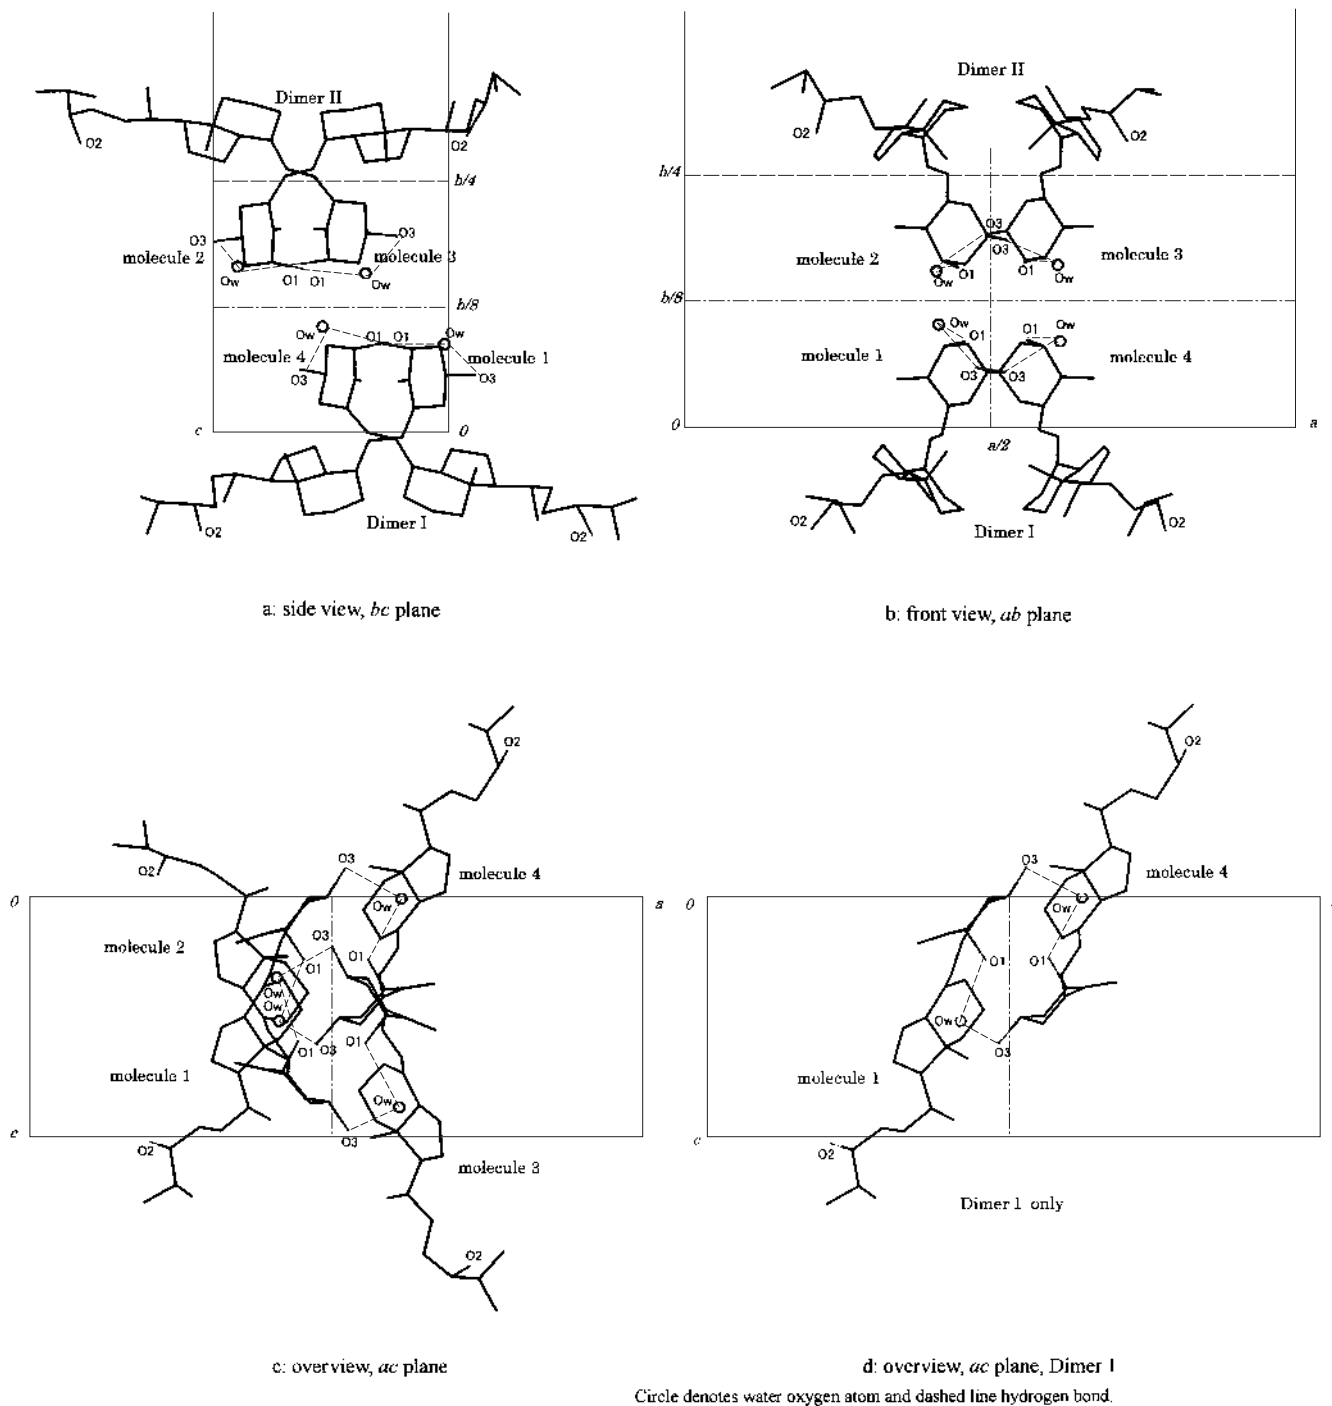 Dimer II
O2
O2
b/4
O3
O3
molecule 2
molecule 3
Ow
O1
O1
Ow
b/8
Ow
O1
O1
Ow
molecule 4
molecule 1
O3
O3
c
0
Dimer I
O2
O2
a: side view, bc plane
Dimer II
O2
O2
b/4
O3
O3
molecule 2
molecule 3
Ow
O1
O1
Ow
b/8
Ow
O1
O1
Ow
molecule 1
molecule 4
O3
O3
0
a/2
a
O2
O2
Dimer I
b: front view, ab plane
O2
O3
molecule 4
O2
0
a
Ow
O3
molecule 2
O1
O1
Ow
Ow
O1
O3
O1
molecule 1
Ow
c
O3
O2
molecule 3
O2
c: overview, ac plane
O2
O3
molecule 4
0
Ow
O1
O1
Ow
O3
molecule 1
c
O2
Dimer 1 only
d: overview, ac plane, Dimer 1
Circle denotes water oxygen atom and dashed line hydrogen bond.